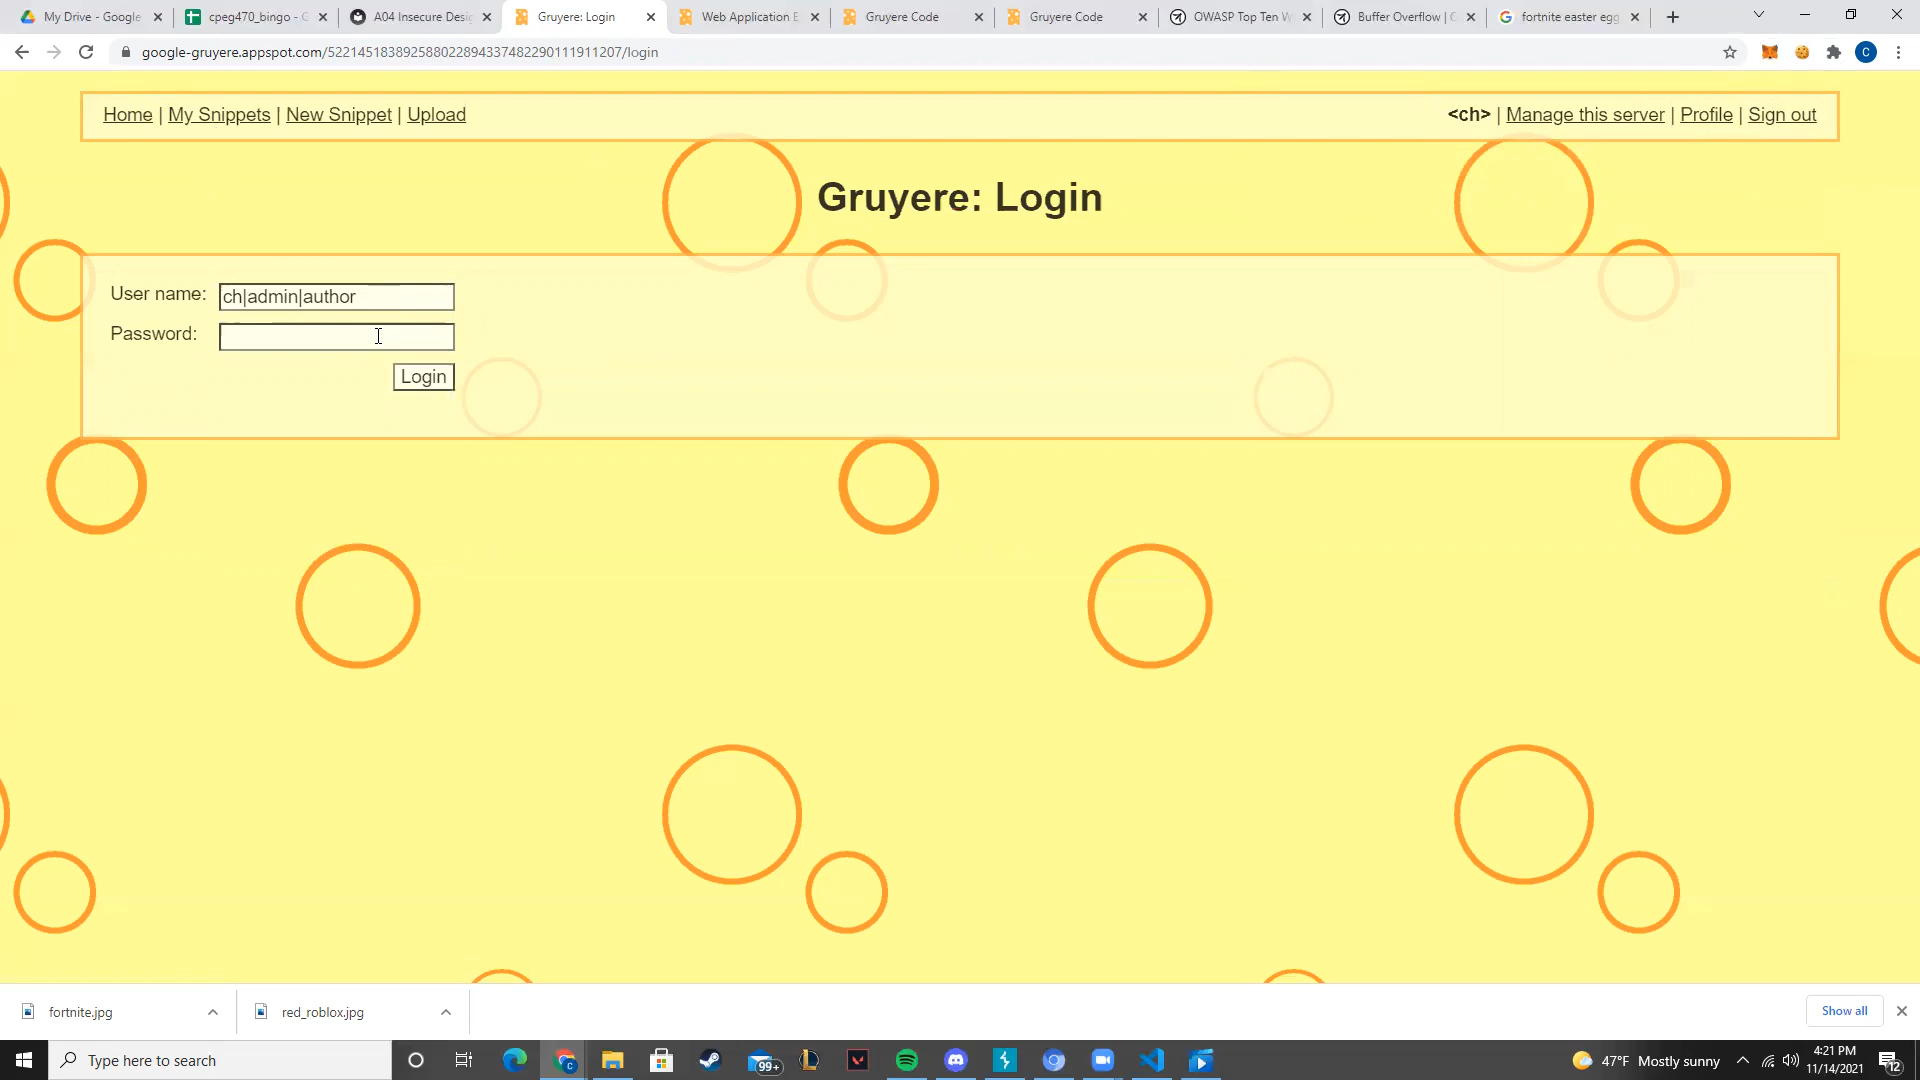 My Drive - Google
cpeg470_bingo - G
A04 Insecure Desig
Gruyere: Login
Web Application E
Gruyere Code
Gruyere Code
OWASP Top Ten W
Buffer Overflow | C
fortnite easter egg
google-gruyere.appspot.com/522145183892588022894337482290111911207/login
Home | My Snippets | New Snippet | Upload
<ch> | Manage this server | Profile | Sign out
Gruyere: Login
User name: ch|admin|author
Password:
Login
fortnite.jpg
red_roblox.jpg
Show all
Type here to search
99+
47°F Mostly sunny
4:21 PM
11/14/2021
12